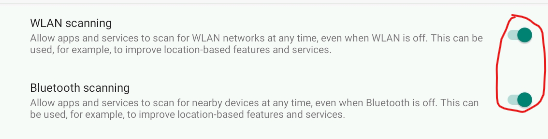 WLAN scanning
Allow apps and services to scan for WLAN networks at any time, even when WLAN is off. This can be
used, for example, to improve location-based features and services.
Bluetooth scanning
Allow apps and services to scan for nearby devices at any time, even when Bluetooth is off. This can
be used, for example, to improve location-based features and services.